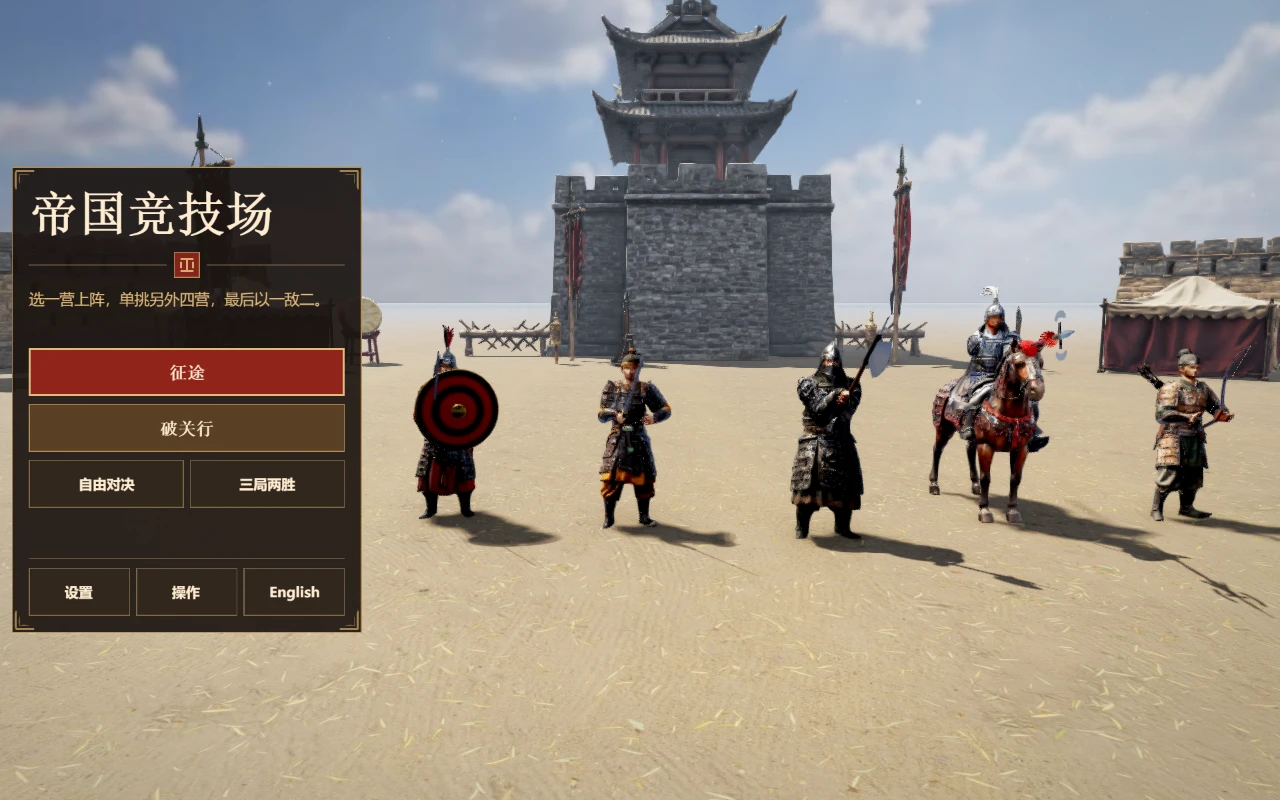 帝国竞技场
选一营上阵，单挑另外四营，最后以一敌二。
征途
破关行
自由对决
三局两胜
设置
操作
English